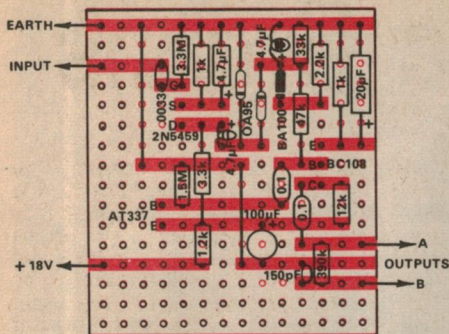 EARTH
INPUT
3.3M
1k
4.7μF
4.7μF
33k
2.2k
1k
20pF
.0033
G
S
D
2N5459
4.7μF
OA95
BA100
47k
E
B
BC108
C
1.5M
3.3k
0.1
0.1
12k
B
AT337
E
100μF
1.2k
+ 18V
150pF
390k
A
OUTPUTS
B